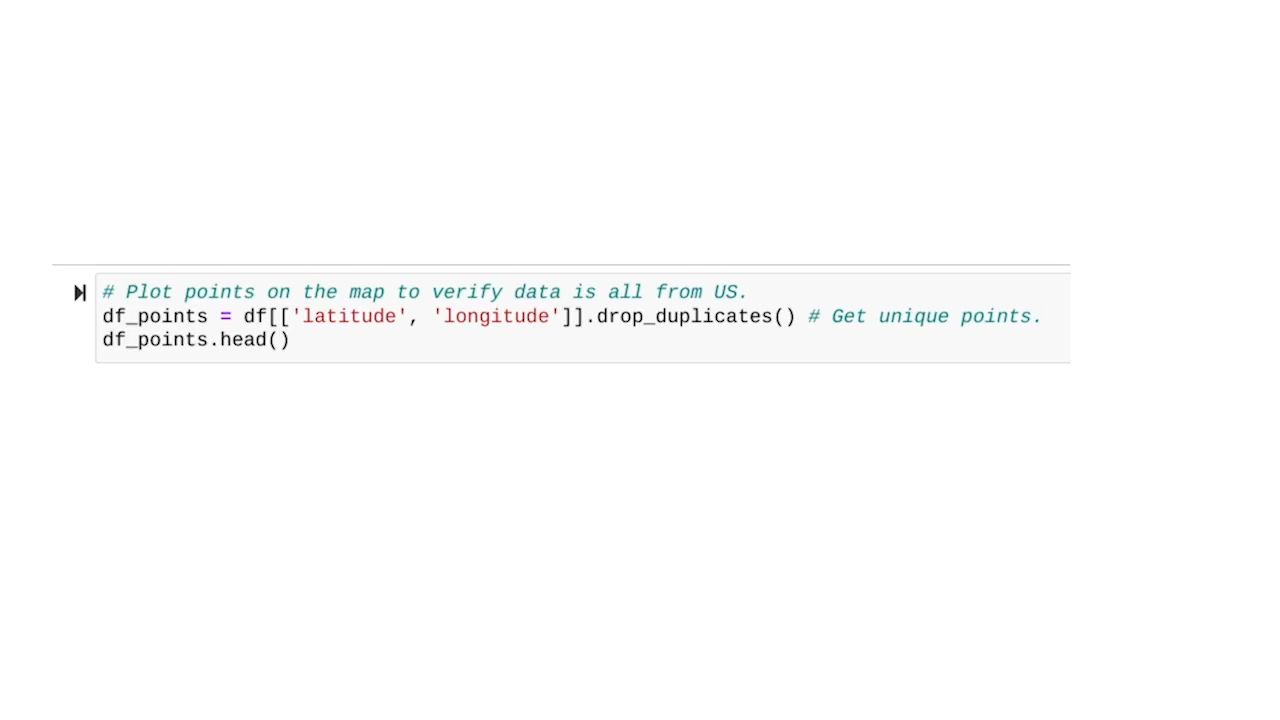 # Plot points on the map to verify data is all from US.
df_points = df[['latitude', 'longitude']].drop_duplicates() # Get unique points.
df_points.head()